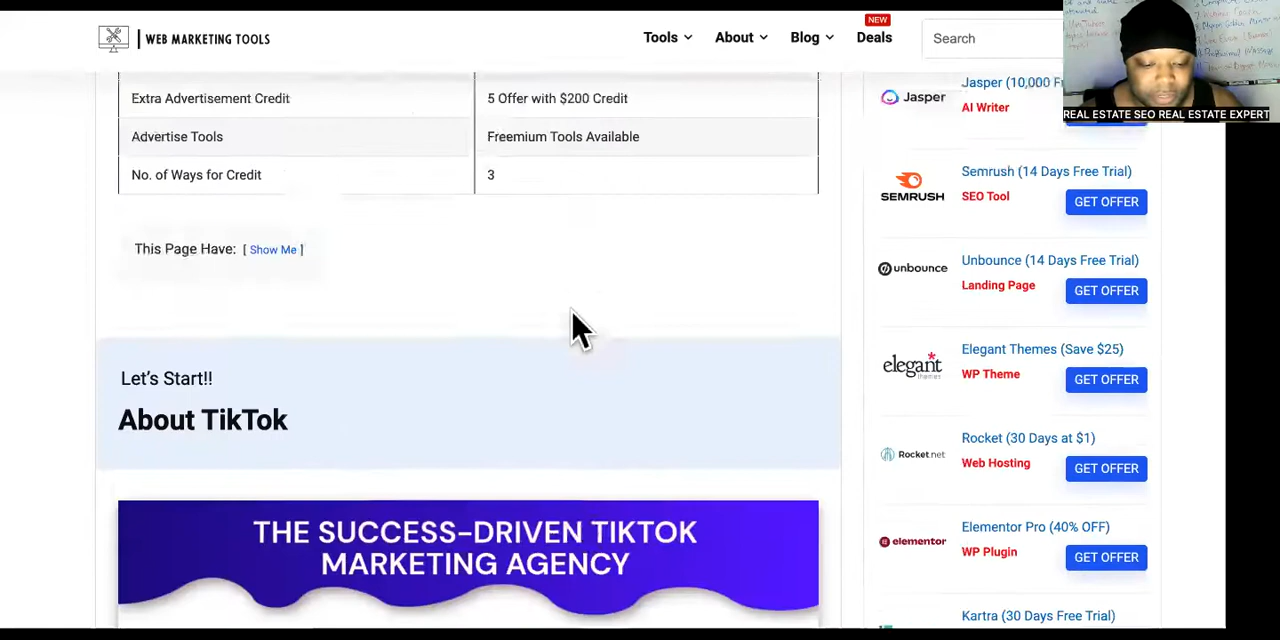 WEB MARKETING TOOLS
Tools
About
Blog
NEW
Deals
Search
REAL ESTATE SEO REAL ESTATE EXPERT
Extra Advertisement Credit
5 Offer with $200 Credit
Advertise Tools
Freemium Tools Available
No. of Ways for Credit
3
This Page Have: [ Show Me ]
Let's Start!!
About TikTok
THE SUCCESS–DRIVEN TIKTOK
MARKETING AGENCY
Jasper
Jasper (10,000
AI Writer
SEMRUSH
Semrush (14 Days Free Trial)
SEO Tool
GET OFFER
unbounce
Unbounce (14 Days Free Trial)
Landing Page
GET OFFER
elegant
themes
Elegant Themes (Save $25)
WP Theme
GET OFFER
Rocket.net
Rocket (30 Days at $1)
Web Hosting
GET OFFER
elementor
Elementor Pro (40% OFF)
WP Plugin
GET OFFER
Kartra (30 Days Free Trial)